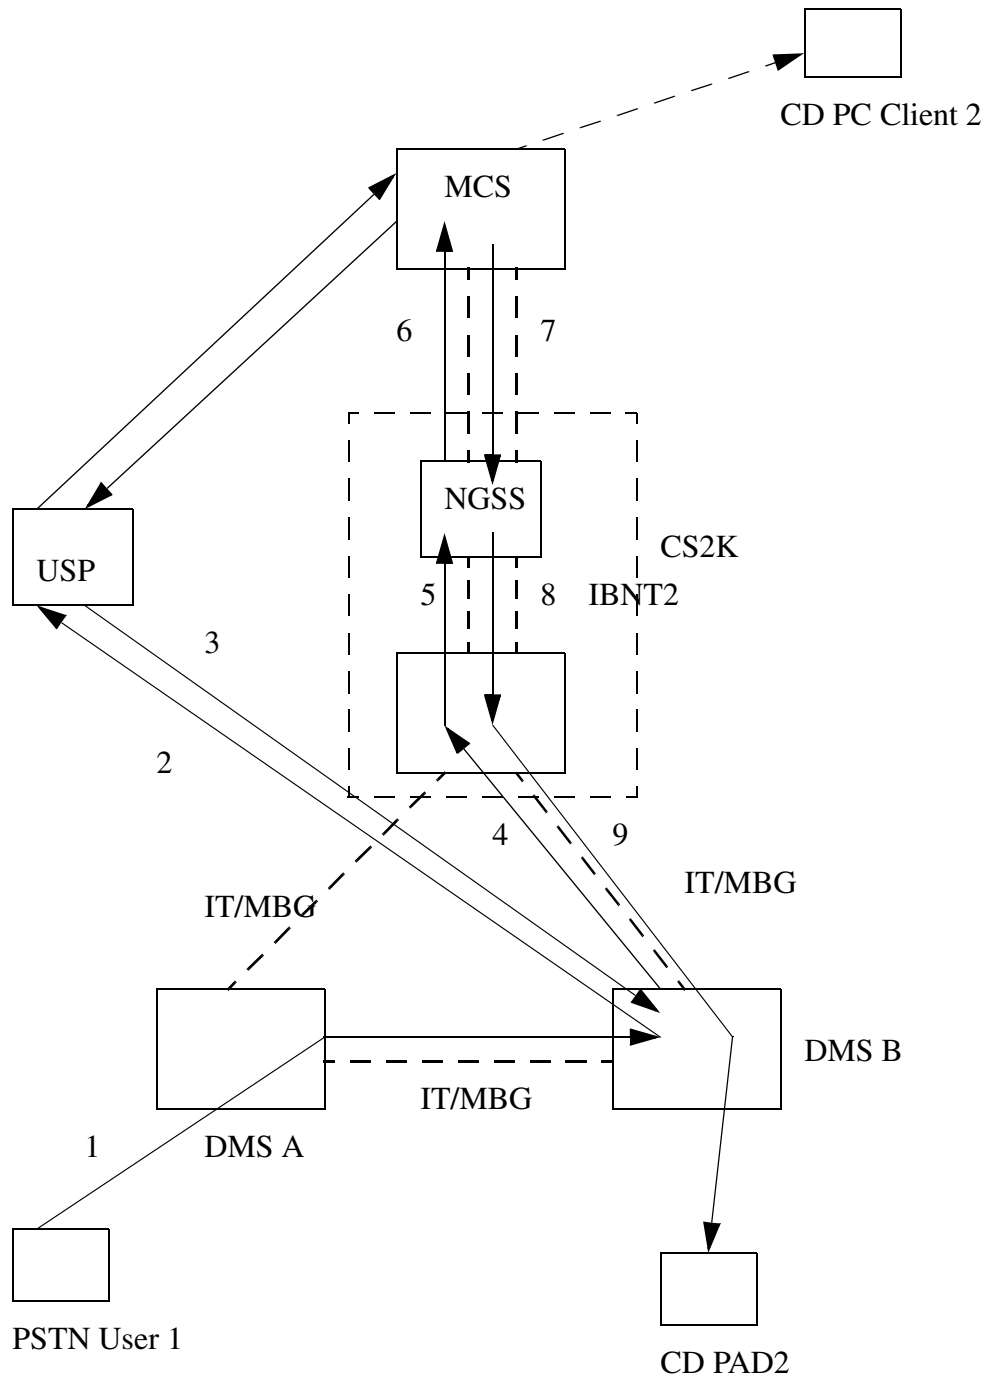 CD PC Client 2
MCS
6
7
NGSS
CS2K
USP
5
8
IBNT2
3
2
4
9
IT/MBG
IT/MBG
DMS B
IT/MBG
1
DMS A
PSTN User 1
CD PAD2